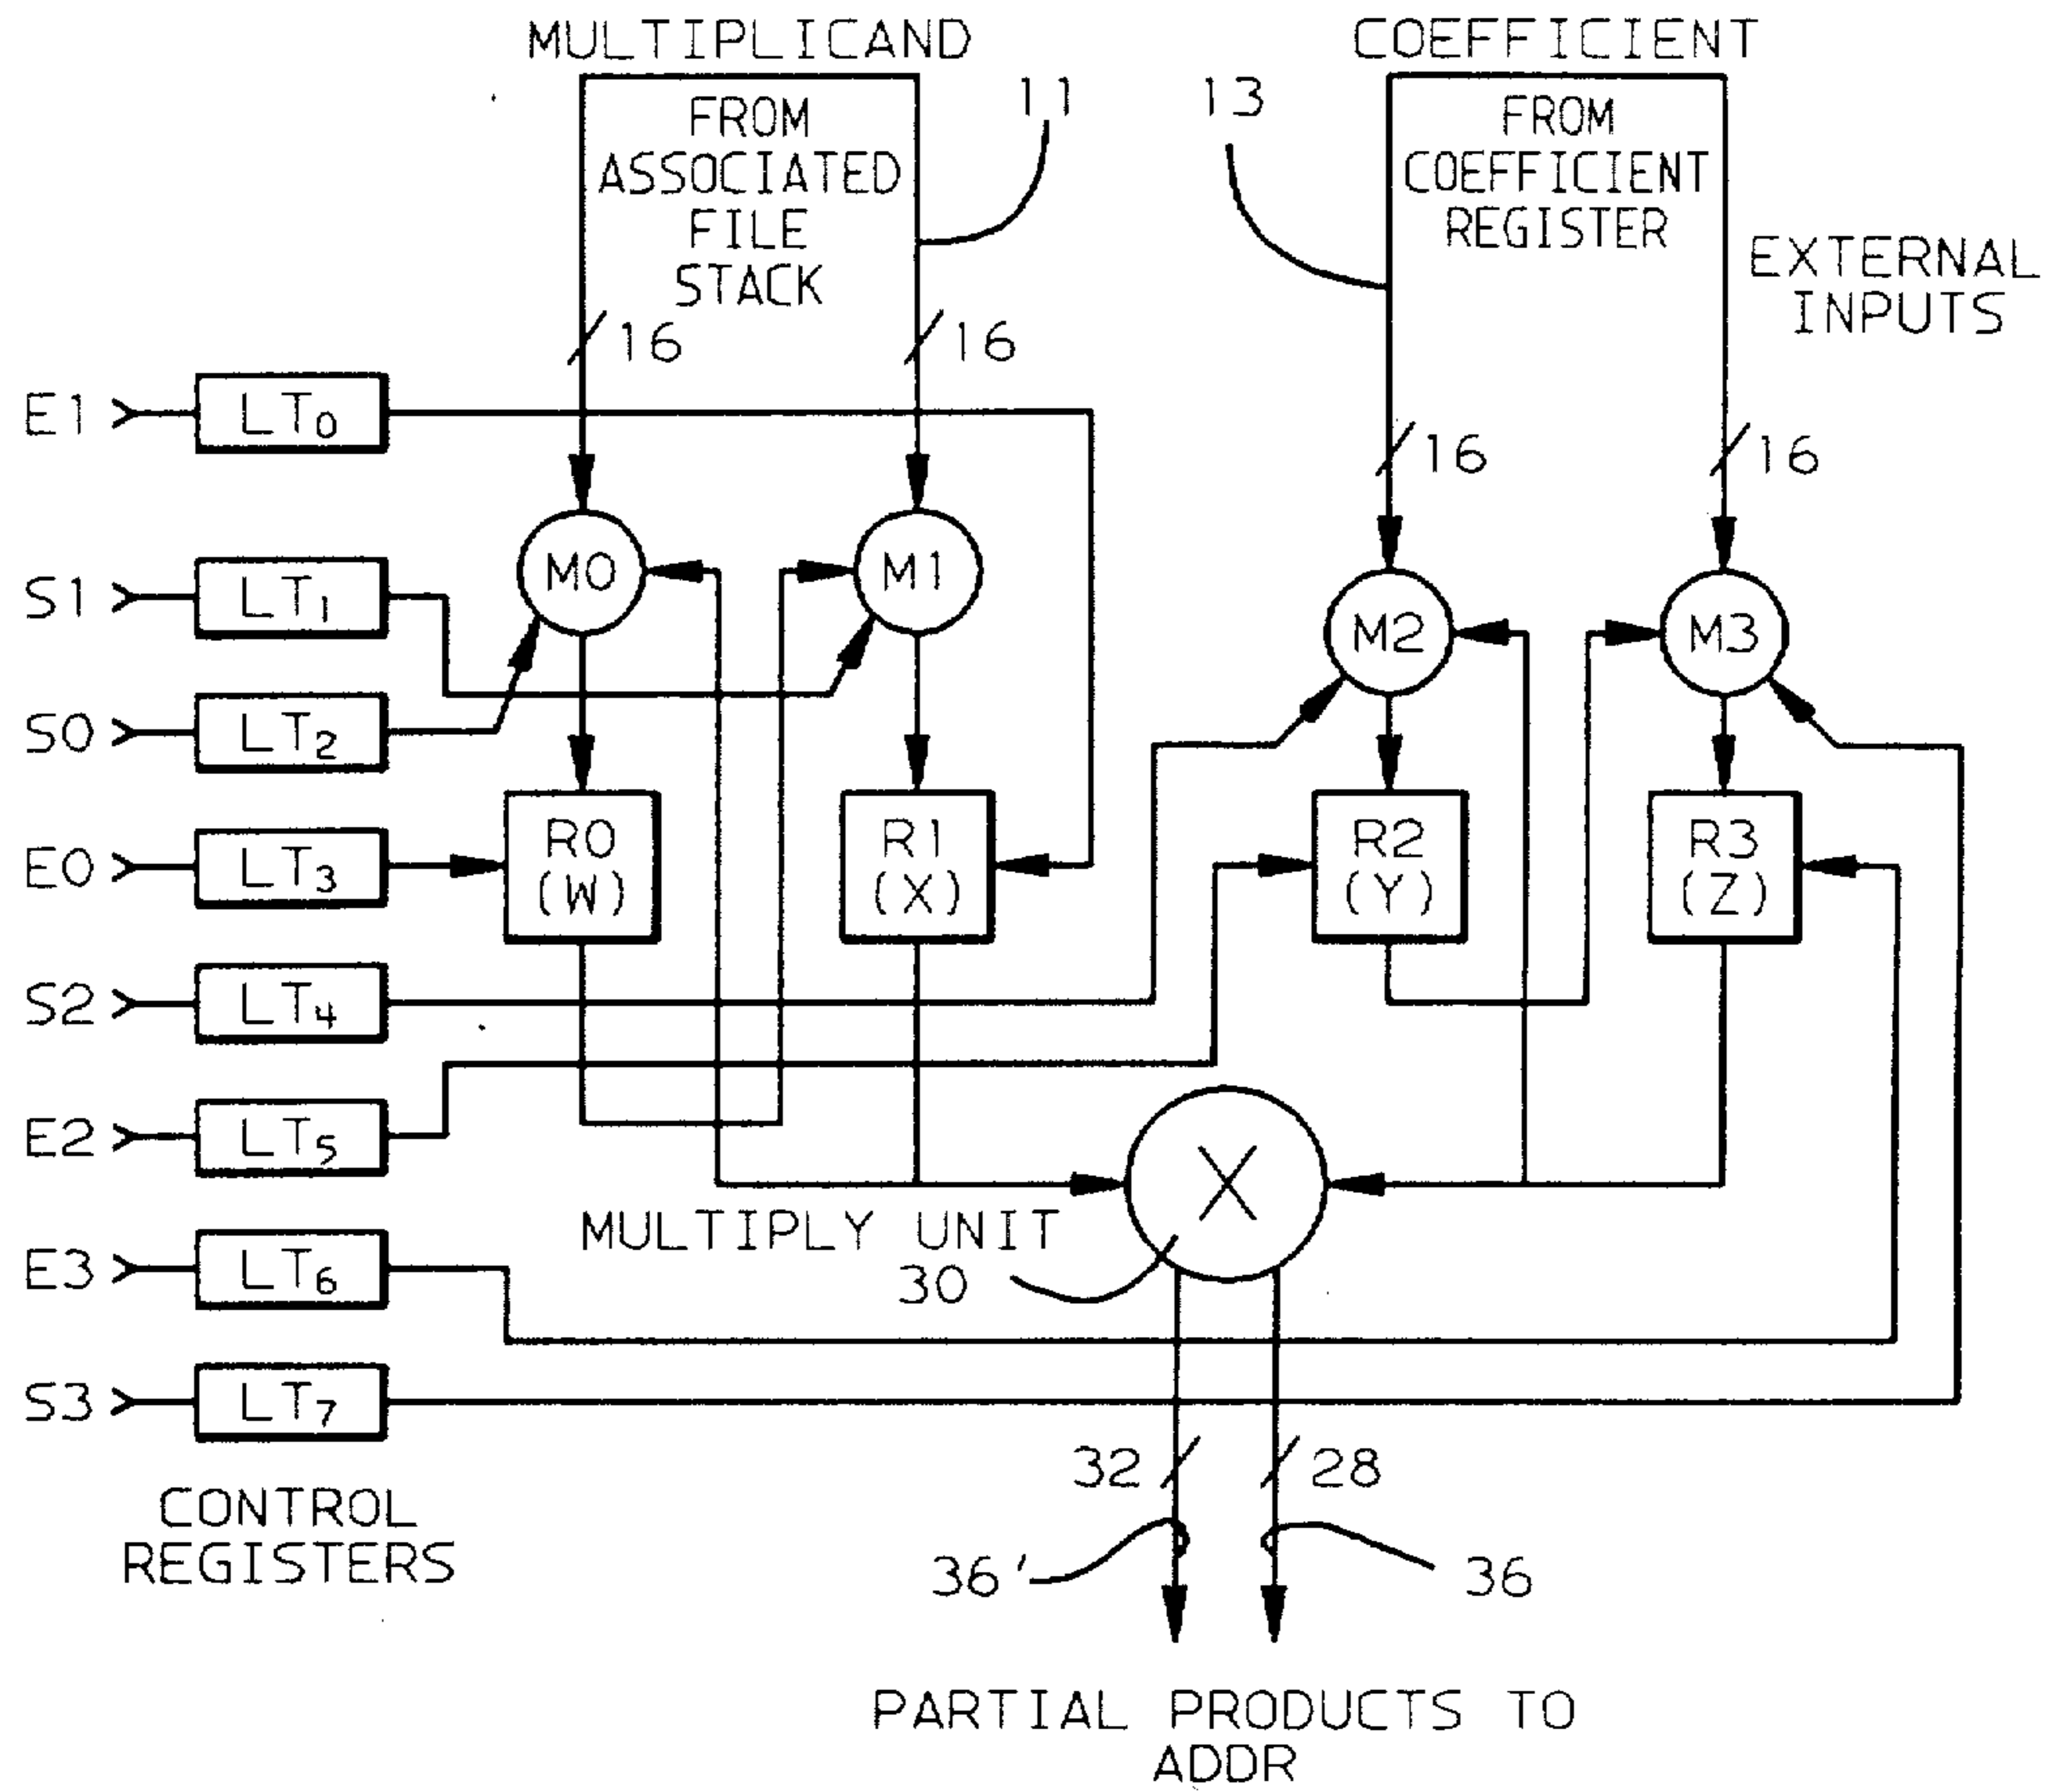 MULTIPLICAND
COEFFICIENT
FROM
ASSOCIATED
FILE
STACK
11
13
FROM
COEFFICIENT
REGISTER
EXTERNAL
INPUTS
16
16
16
16
E1
LT0
S1
LT1
S0
LT2
E0
LT3
S2
LT4
E2
LT5
E3
LT6
S3
LT7
M0
M1
M2
M3
R0
(W)
R1
(X)
R2
(Y)
R3
(Z)
X
MULTIPLY UNIT
30
32
28
36'
36
CONTROL
REGISTERS
PARTIAL PRODUCTS TO
ADDR